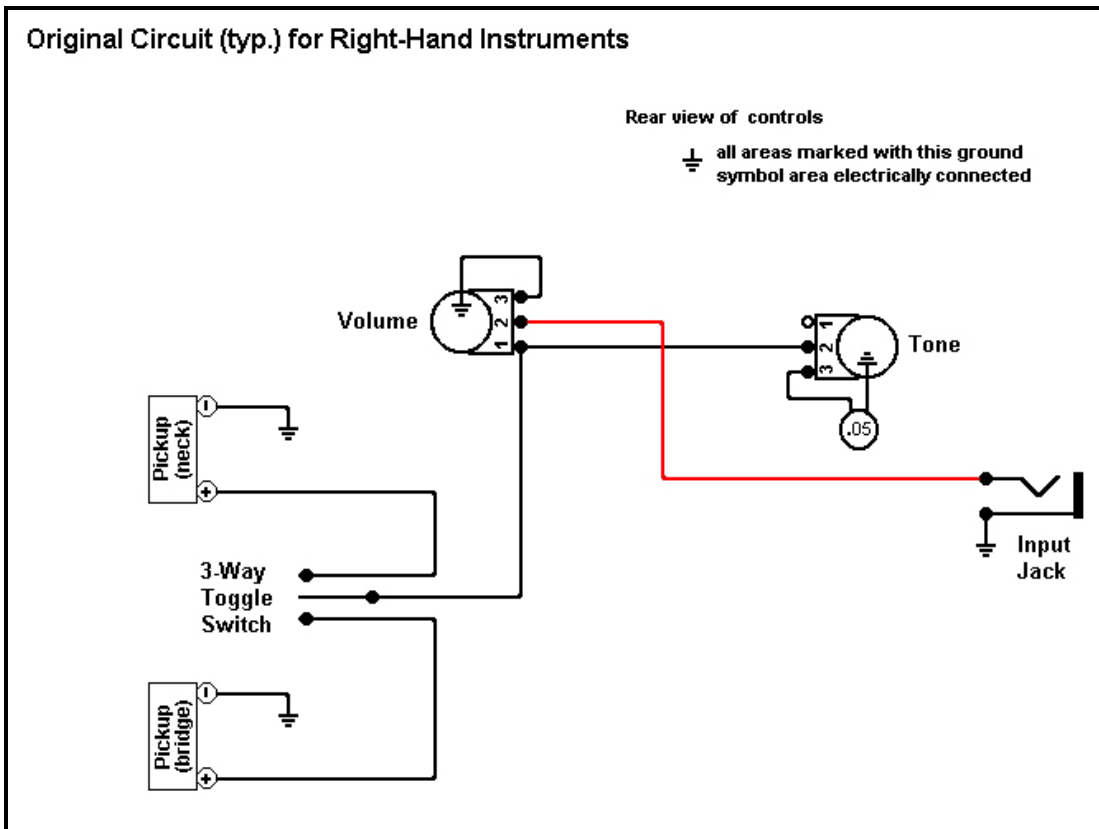 Original Circuit (typ.) for Right-Hand Instruments
Rear view of controls
all areas marked with this ground
symbol area electrically connected
Volume
3
2
1
1
2
3
Tone
.05
Pickup
(neck)
-
+
3-Way
Toggle
Switch
Input
Jack
Pickup
(bridge)
-
+